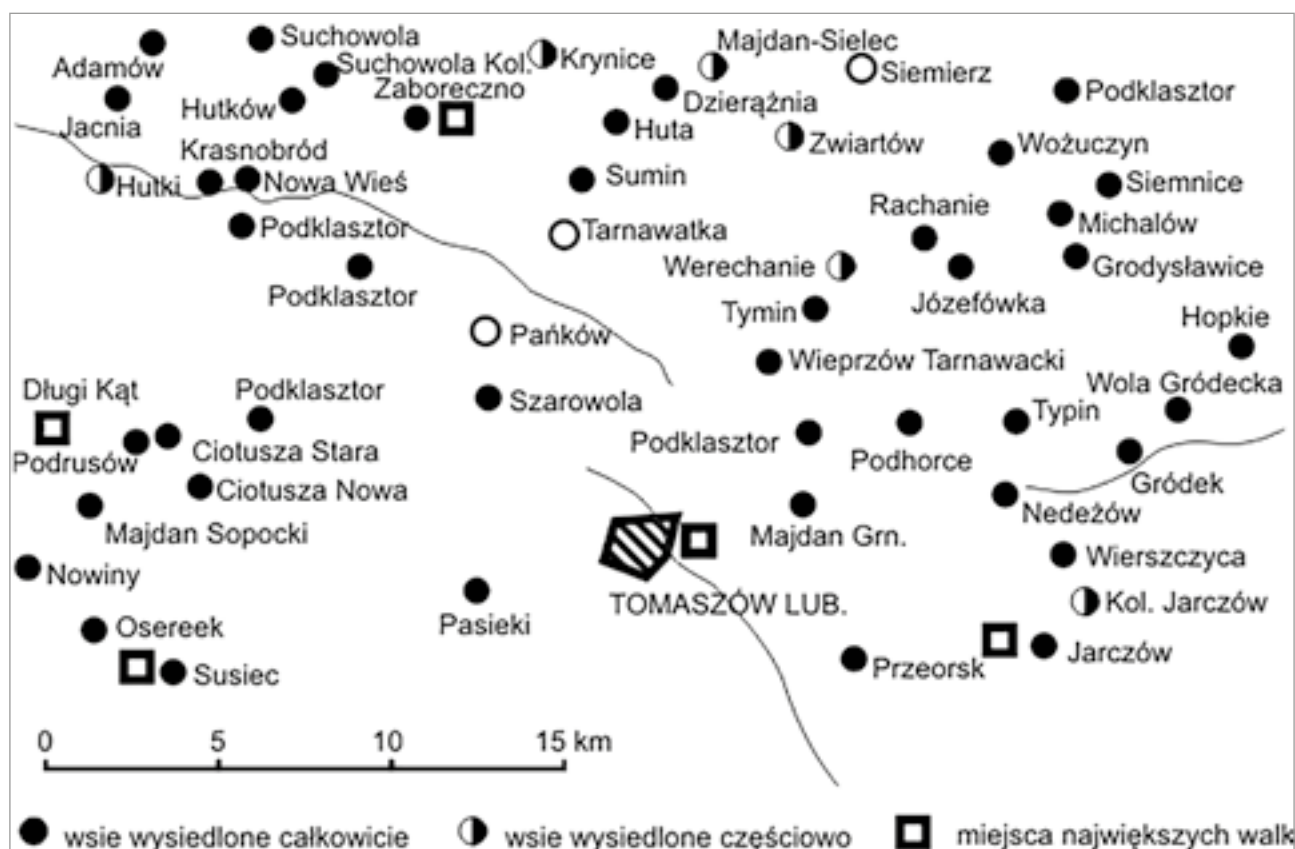 Suchowola
Majdan-Sielec
Adamów
Suchowola Kol.
Krynice
Siemierz
Zaboreczno
Hutków
Dzierążnia
Podklasztor
Jacnia
Huta
Zwiartów
Wożuczyn
Krasnobród
Hutki
Nowa Wieś
Sumin
Siemnice
Rachanie
Michalów
Podklasztor
Tarnawatka
Werechanie
Grodysławice
Podklasztor
Józefówka
Tymin
Hopkie
Pańków
Wieprzów Tarnawacki
Długi Kąt
Podklasztor
Wola Gródecka
Szarowola
Typin
Podklasztor
Podhorce
Podrusów
Ciotusza Stara
Gródek
Ciotusza Nowa
Nedeżów
Majdan Sopocki
Majdan Grn.
Wierszczyca
Nowiny
TOMASZÓW LUB.
Kol. Jarczów
Osereek
Pasieki
Jarczów
Przeorsk
Susiec
0 5 10 15 km
wsie wysiedlone całkowicie wsie wysiedlone częściowo miejsca największych walk